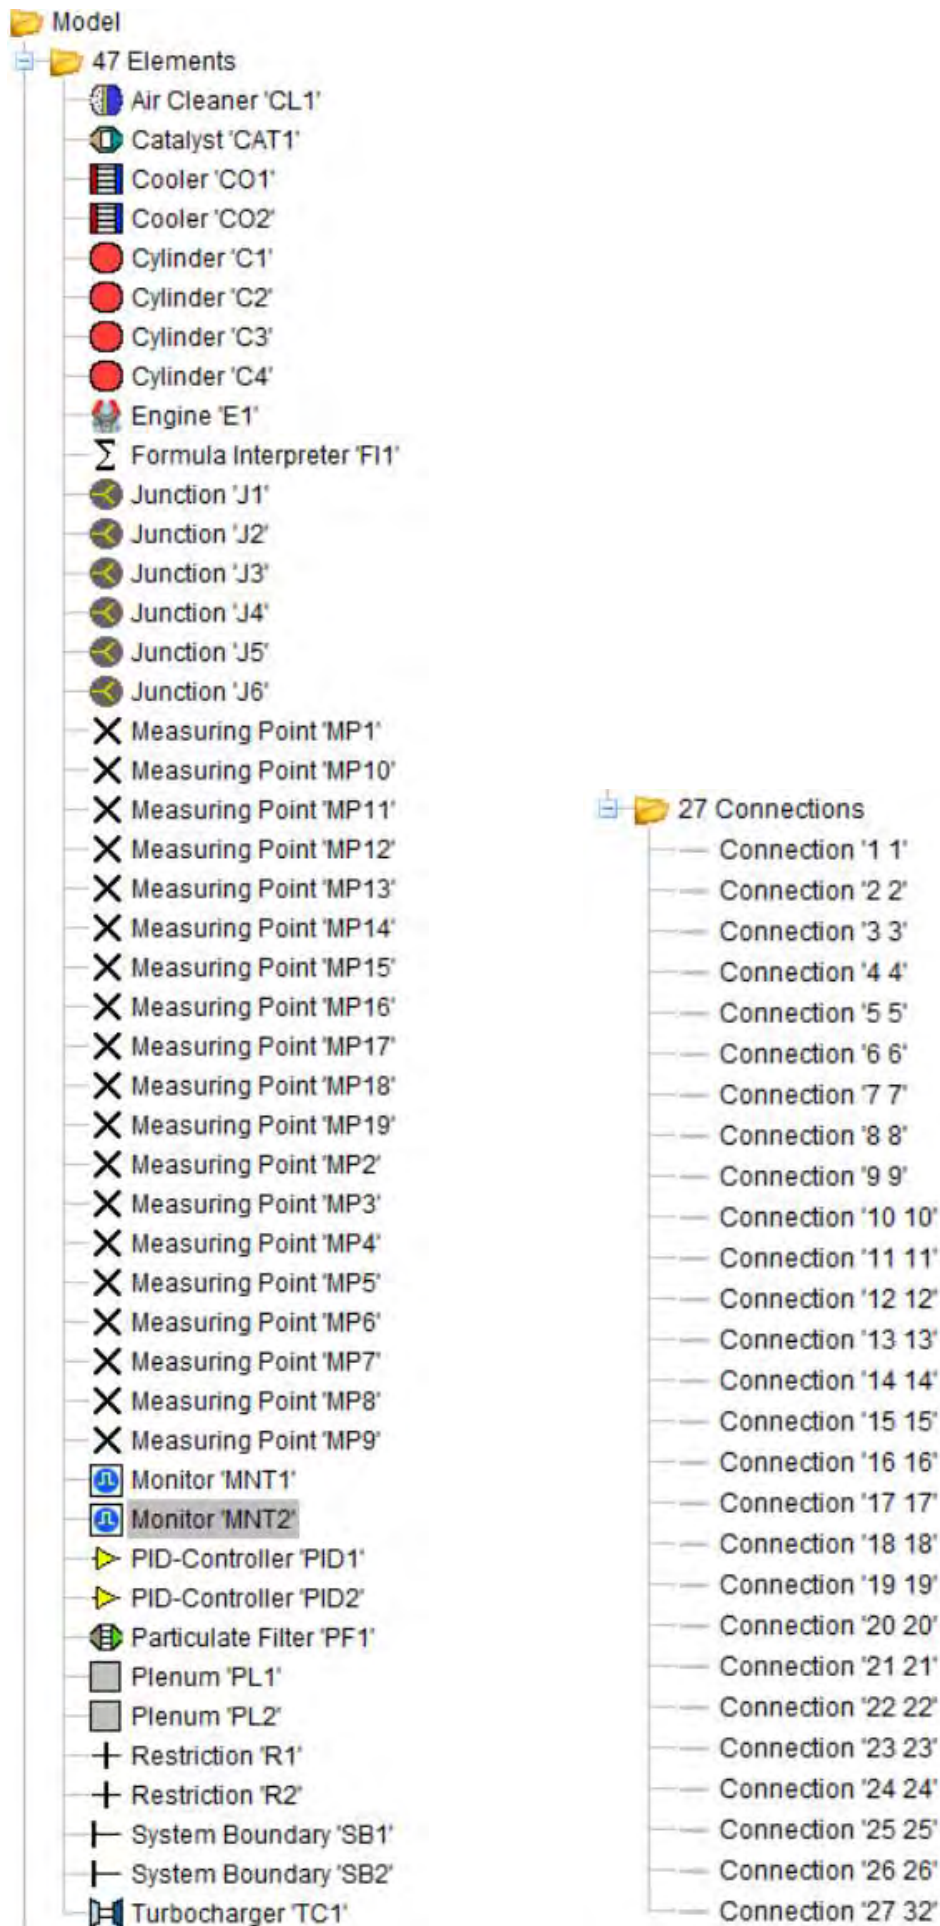 Model
47 Elements
Air Cleaner 'CL1'
Catalyst 'CAT1'
Cooler 'CO1'
Cooler 'CO2'
Cylinder 'C1'
Cylinder 'C2'
Cylinder 'C3'
Cylinder 'C4'
Engine 'E1'
Formula Interpreter 'FI1'
Junction 'J1'
Junction 'J2'
Junction 'J3'
Junction 'J4'
Junction 'J5'
Junction 'J6'
Measuring Point 'MP1'
Measuring Point 'MP10'
Measuring Point 'MP11'
Measuring Point 'MP12'
Measuring Point 'MP13'
Measuring Point 'MP14'
Measuring Point 'MP15'
Measuring Point 'MP16'
Measuring Point 'MP17'
Measuring Point 'MP18'
Measuring Point 'MP19'
Measuring Point 'MP2'
Measuring Point 'MP3'
Measuring Point 'MP4'
Measuring Point 'MP5'
Measuring Point 'MP6'
Measuring Point 'MP7'
Measuring Point 'MP8'
Measuring Point 'MP9'
Monitor 'MNT1'
Monitor 'MNT2'
PID-Controller 'PID1'
PID-Controller 'PID2'
Particulate Filter 'PF1'
Plenum 'PL1'
Plenum 'PL2'
Restriction 'R1'
Restriction 'R2'
System Boundary 'SB1'
System Boundary 'SB2'
Turbocharger 'TC1'
27 Connections
Connection '1 1'
Connection '2 2'
Connection '3 3'
Connection '4 4'
Connection '5 5'
Connection '6 6'
Connection '7 7'
Connection '8 8'
Connection '9 9'
Connection '10 10'
Connection '11 11'
Connection '12 12'
Connection '13 13'
Connection '14 14'
Connection '15 15'
Connection '16 16'
Connection '17 17'
Connection '18 18'
Connection '19 19'
Connection '20 20'
Connection '21 21'
Connection '22 22'
Connection '23 23'
Connection '24 24'
Connection '25 25'
Connection '26 26'
Connection '27 32'